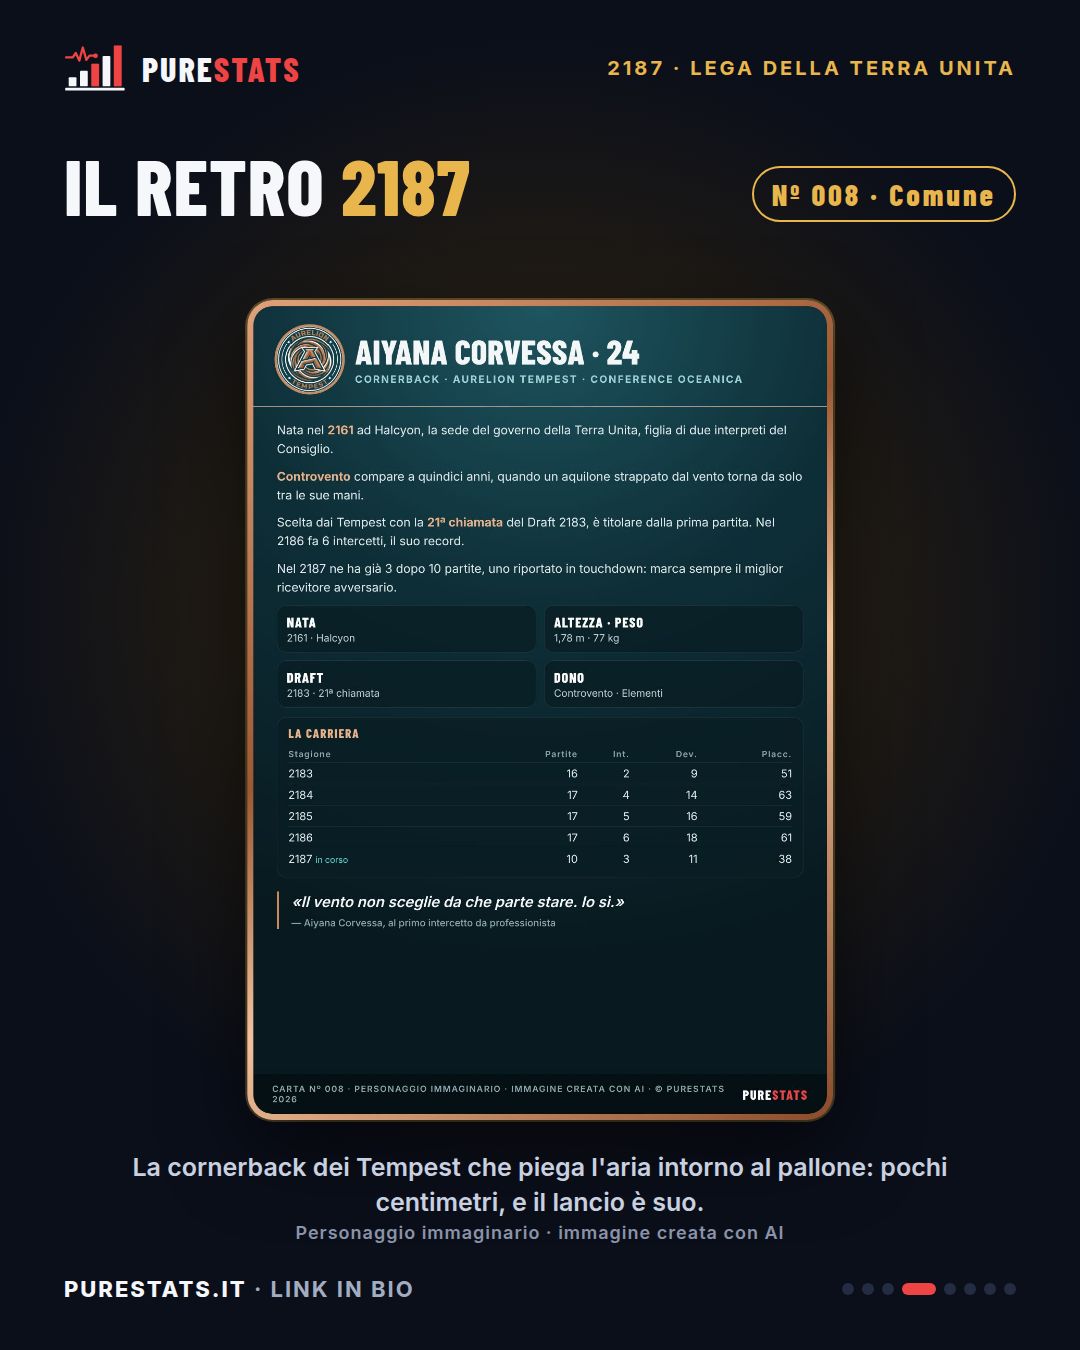 PURESTATS
2187 · LEGA DELLA TERRA UNITA
IL RETRO 2187
Nº 008 · Comune
AURELION
A
TEMPEST
AIYANA CORVESSA · 24
CORNERBACK · AURELION TEMPEST · CONFERENCE OCEANICA
Nata nel 2161 ad Halcyon, la sede del governo della Terra Unita, figlia di due interpreti del
Consiglio.
Controvento compare a quindici anni, quando un aquilone strappato dal vento torna da solo
tra le sue mani.
Scelta dai Tempest con la 21ª chiamata del Draft 2183, è titolare dalla prima partita. Nel
2186 fa 6 intercetti, il suo record.
Nel 2187 ne ha già 3 dopo 10 partite, uno riportato in touchdown: marca sempre il miglior
ricevitore avversario.
NATA
2161 · Halcyon
ALTEZZA · PESO
1,78 m · 77 kg
DRAFT
2183 · 21ª chiamata
DONO
Controvento · Elementi
LA CARRIERA
Stagione Partite Int. Dev. Placc.
2183 16 2 9 51
2184 17 4 14 63
2185 17 5 16 59
2186 17 6 18 61
2187 in corso 10 3 11 38
«Il vento non sceglie da che parte stare. Io sì.»
— Aiyana Corvessa, al primo intercetto da professionista
CARTA Nº 008 · PERSONAGGIO IMMAGINARIO · IMMAGINE CREATA CON AI · © PURESTATS
2026
PURESTATS
La cornerback dei Tempest che piega l'aria intorno al pallone: pochi
centimetri, e il lancio è suo.
Personaggio immaginario · immagine creata con AI
PURESTATS.IT · LINK IN BIO